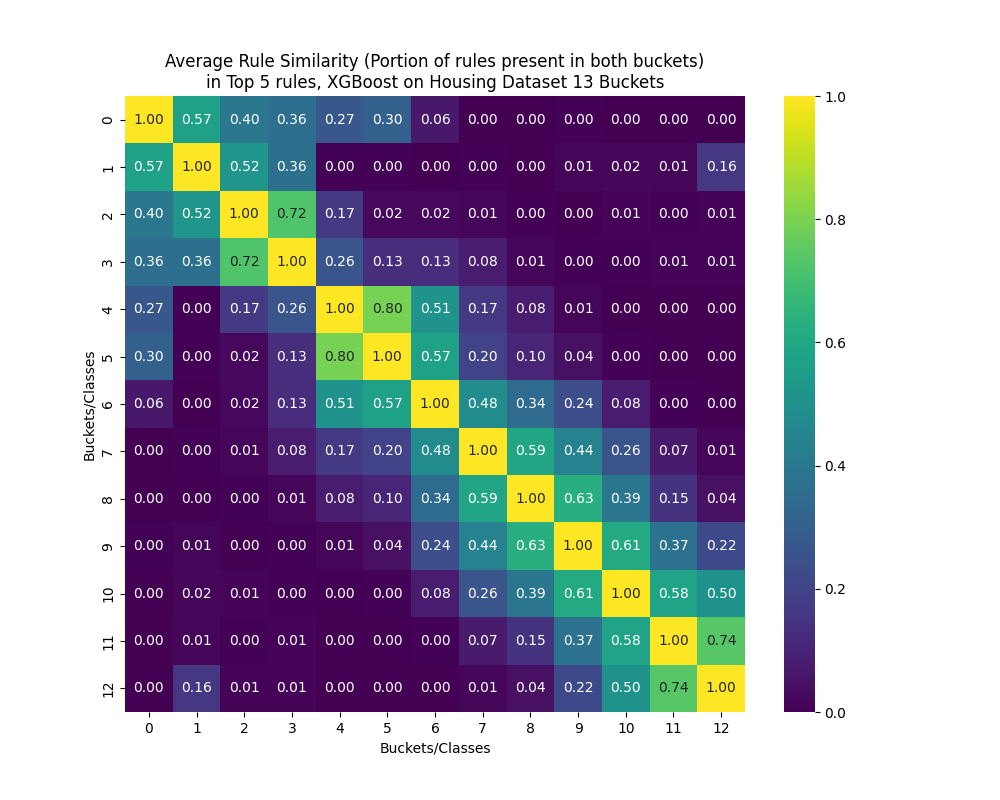 Average Rule Similarity (Portion of rules present in both buckets)
in Top 5 rules, XGBoost on Housing Dataset 13 Buckets
0 1.00 0.57 0.40 0.36 0.27 0.30 0.06 0.00 0.00 0.00 0.00 0.00 0.00
1 0.57 1.00 0.52 0.36 0.00 0.00 0.00 0.00 0.00 0.01 0.02 0.01 0.16
2 0.40 0.52 1.00 0.72 0.17 0.02 0.02 0.01 0.00 0.00 0.01 0.00 0.01
3 0.36 0.36 0.72 1.00 0.26 0.13 0.13 0.08 0.01 0.00 0.00 0.01 0.01
4 0.27 0.00 0.17 0.26 1.00 0.80 0.51 0.17 0.08 0.01 0.00 0.00 0.00
5 0.30 0.00 0.02 0.13 0.80 1.00 0.57 0.20 0.10 0.04 0.00 0.00 0.00
6 0.06 0.00 0.02 0.13 0.51 0.57 1.00 0.48 0.34 0.24 0.08 0.00 0.00
7 0.00 0.00 0.01 0.08 0.17 0.20 0.48 1.00 0.59 0.44 0.26 0.07 0.01
8 0.00 0.00 0.00 0.01 0.08 0.10 0.34 0.59 1.00 0.63 0.39 0.15 0.04
9 0.00 0.01 0.00 0.00 0.01 0.04 0.24 0.44 0.63 1.00 0.61 0.37 0.22
10 0.00 0.02 0.01 0.00 0.00 0.00 0.08 0.26 0.39 0.61 1.00 0.58 0.50
11 0.00 0.01 0.00 0.01 0.00 0.00 0.00 0.07 0.15 0.37 0.58 1.00 0.74
12 0.00 0.16 0.01 0.01 0.00 0.00 0.00 0.01 0.04 0.22 0.50 0.74 1.00
0 1 2 3 4 5 6 7 8 9 10 11 12
Buckets/Classes
Buckets/Classes
1.0
0.8
0.6
0.4
0.2
0.0